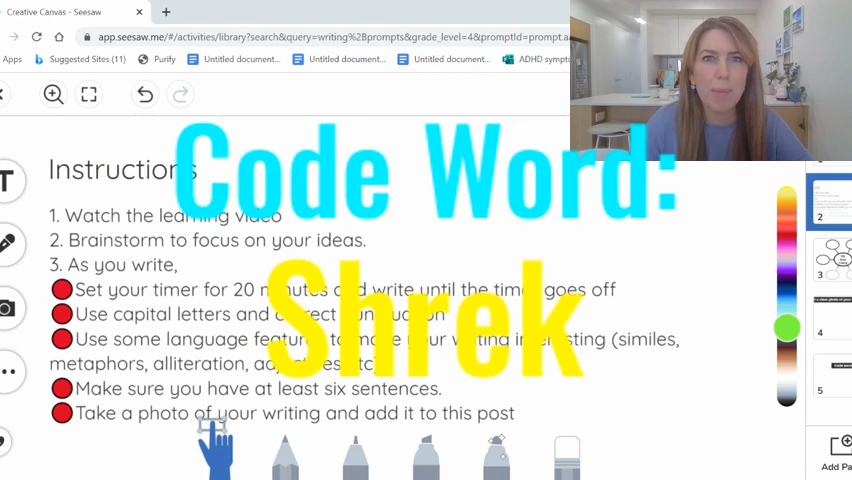 Creative Canvas - Seesaw
app.seesaw.me/#/activities/library?search&query=writing%2Bprompts&grade_level=4&promptId=prompt.a
Bing
Suggested Sites (11)
Purify
Untitled document...
Untitled document...
Untitled document...
ADHD sympto
Code Word:
Shrek
Instructions
1. Watch the learning video
2. Brainstorm to focus on your ideas.
3. As you write,
Set your timer for 20 minutes and write until the timer goes off
Use capital letters and correct punctuation
Use some language features to make your writing interesting (similes,
metaphors, alliteration, adjectives etc)
Make sure you have at least six sentences.
Take a photo of your writing and add it to this post
T
2
3
4
5
Add Pa